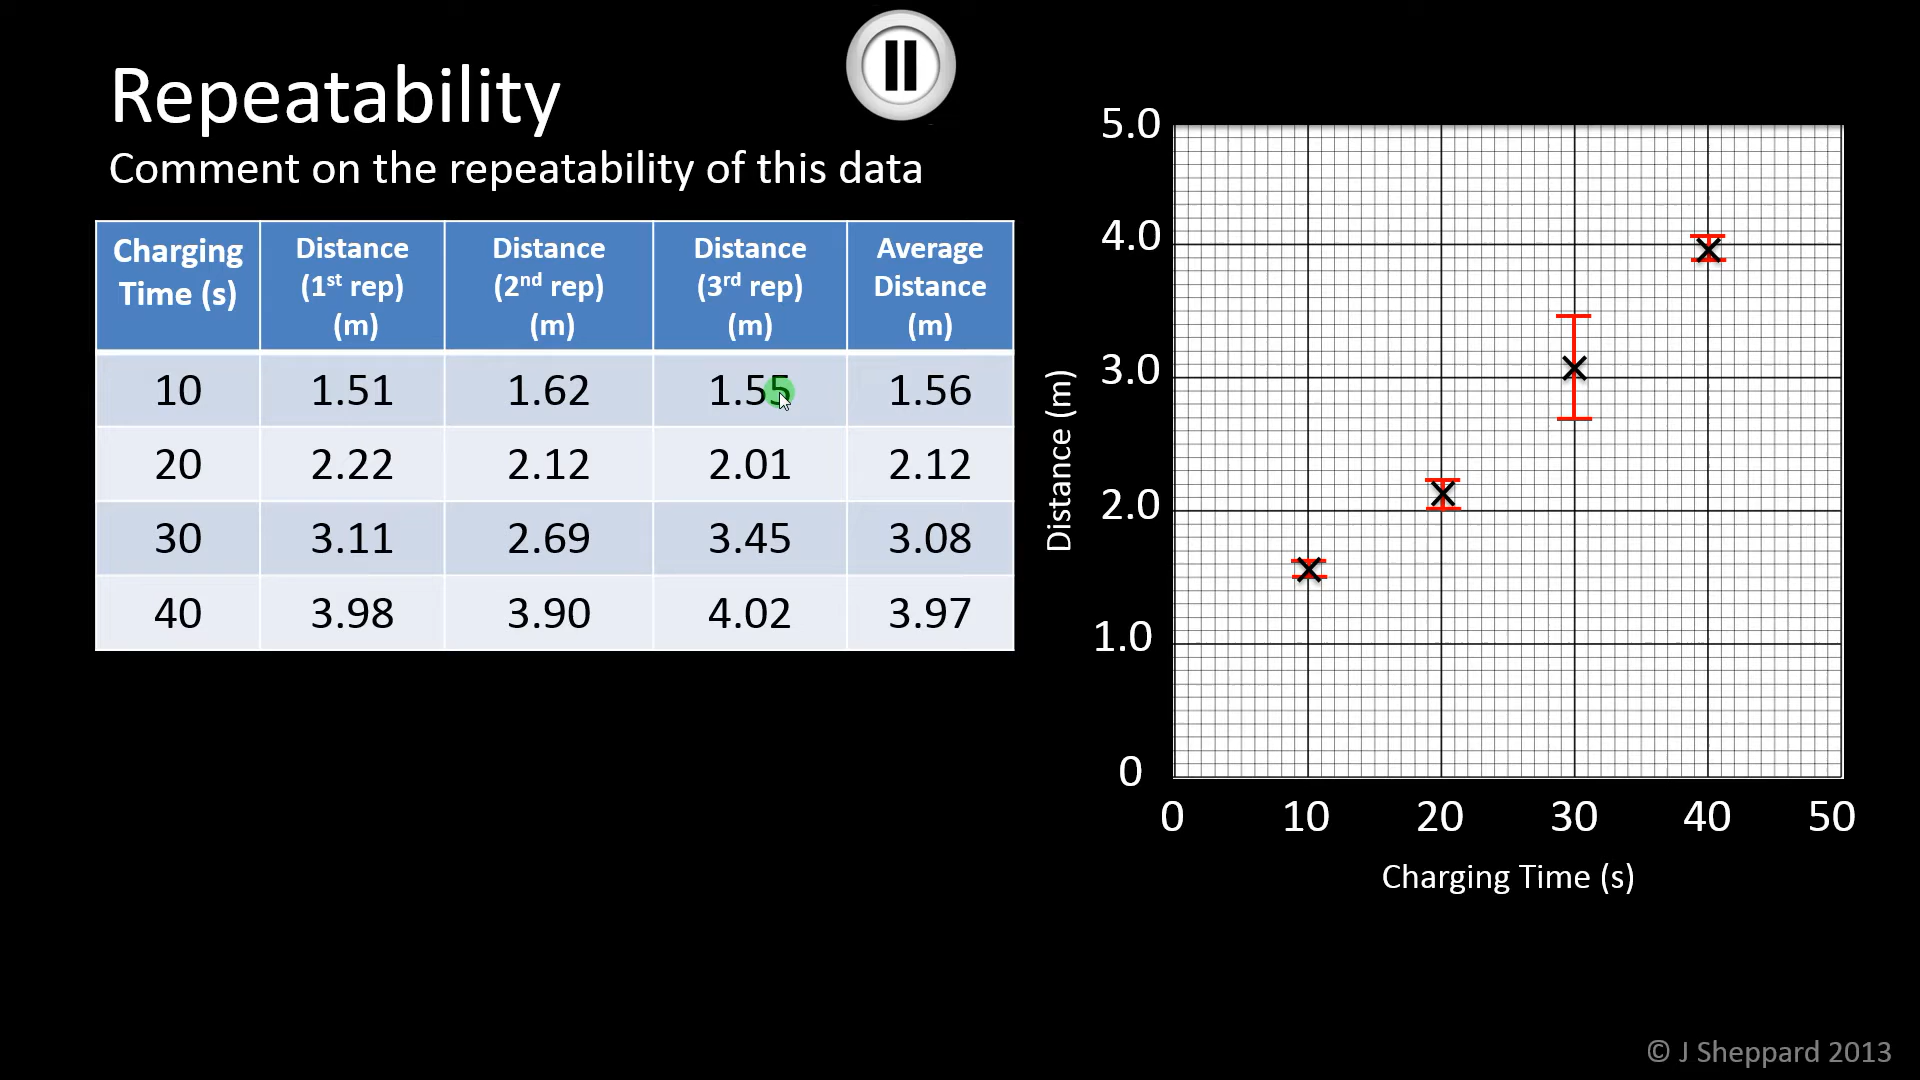 Repeatability
Comment on the repeatability of this data
Charging Time (s) Distance (1st rep) (m) Distance (2nd rep) (m) Distance (3rd rep) (m) Average Distance (m)
10 1.51 1.62 1.55 1.56
20 2.22 2.12 2.01 2.12
30 3.11 2.69 3.45 3.08
40 3.98 3.90 4.02 3.97
5.0
4.0
3.0
2.0
1.0
0
Distance (m)
0 10 20 30 40 50
Charging Time (s)
© J Sheppard 2013